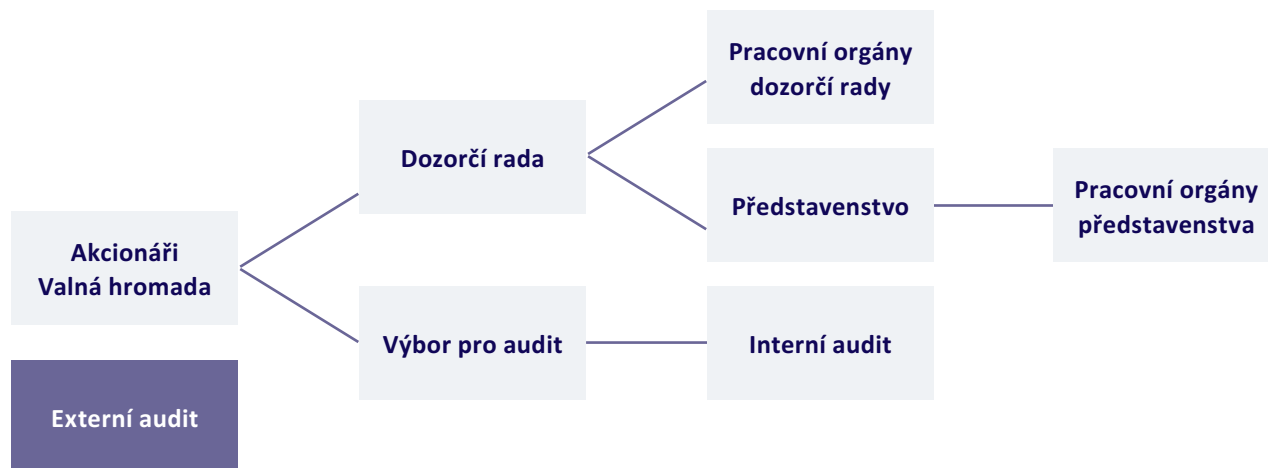 Pracovní orgány
dozorčí rady
Dozorčí rada
Představenstvo
Pracovní orgány
představenstva
Akcionáři
Valná hromada
Výbor pro audit
Interní audit
Externí audit